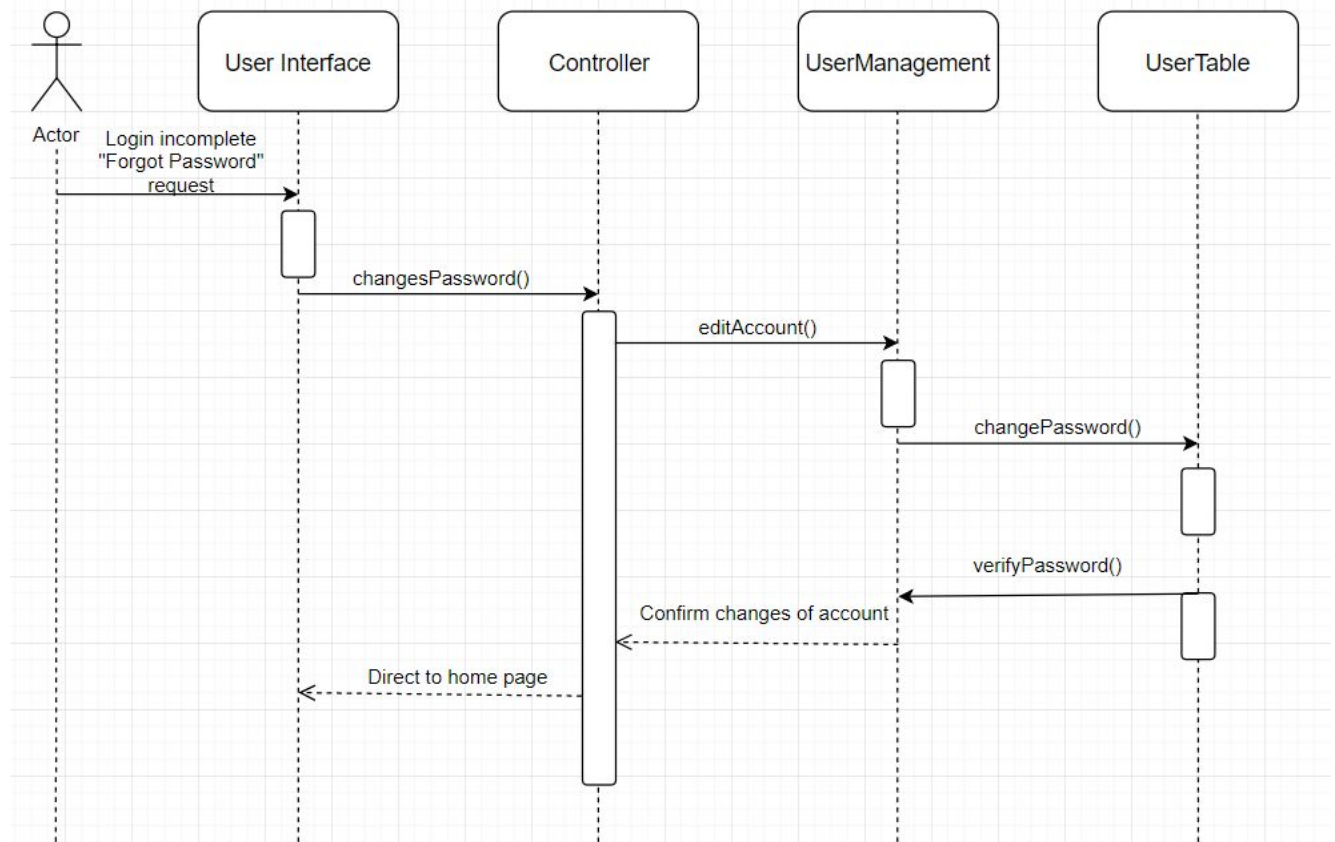 User Interface
Controller
UserManagement
UserTable
Actor
Login incomplete
"Forgot Password"
request
changesPassword()
editAccount()
changePassword()
verifyPassword()
Confirm changes of account
Direct to home page